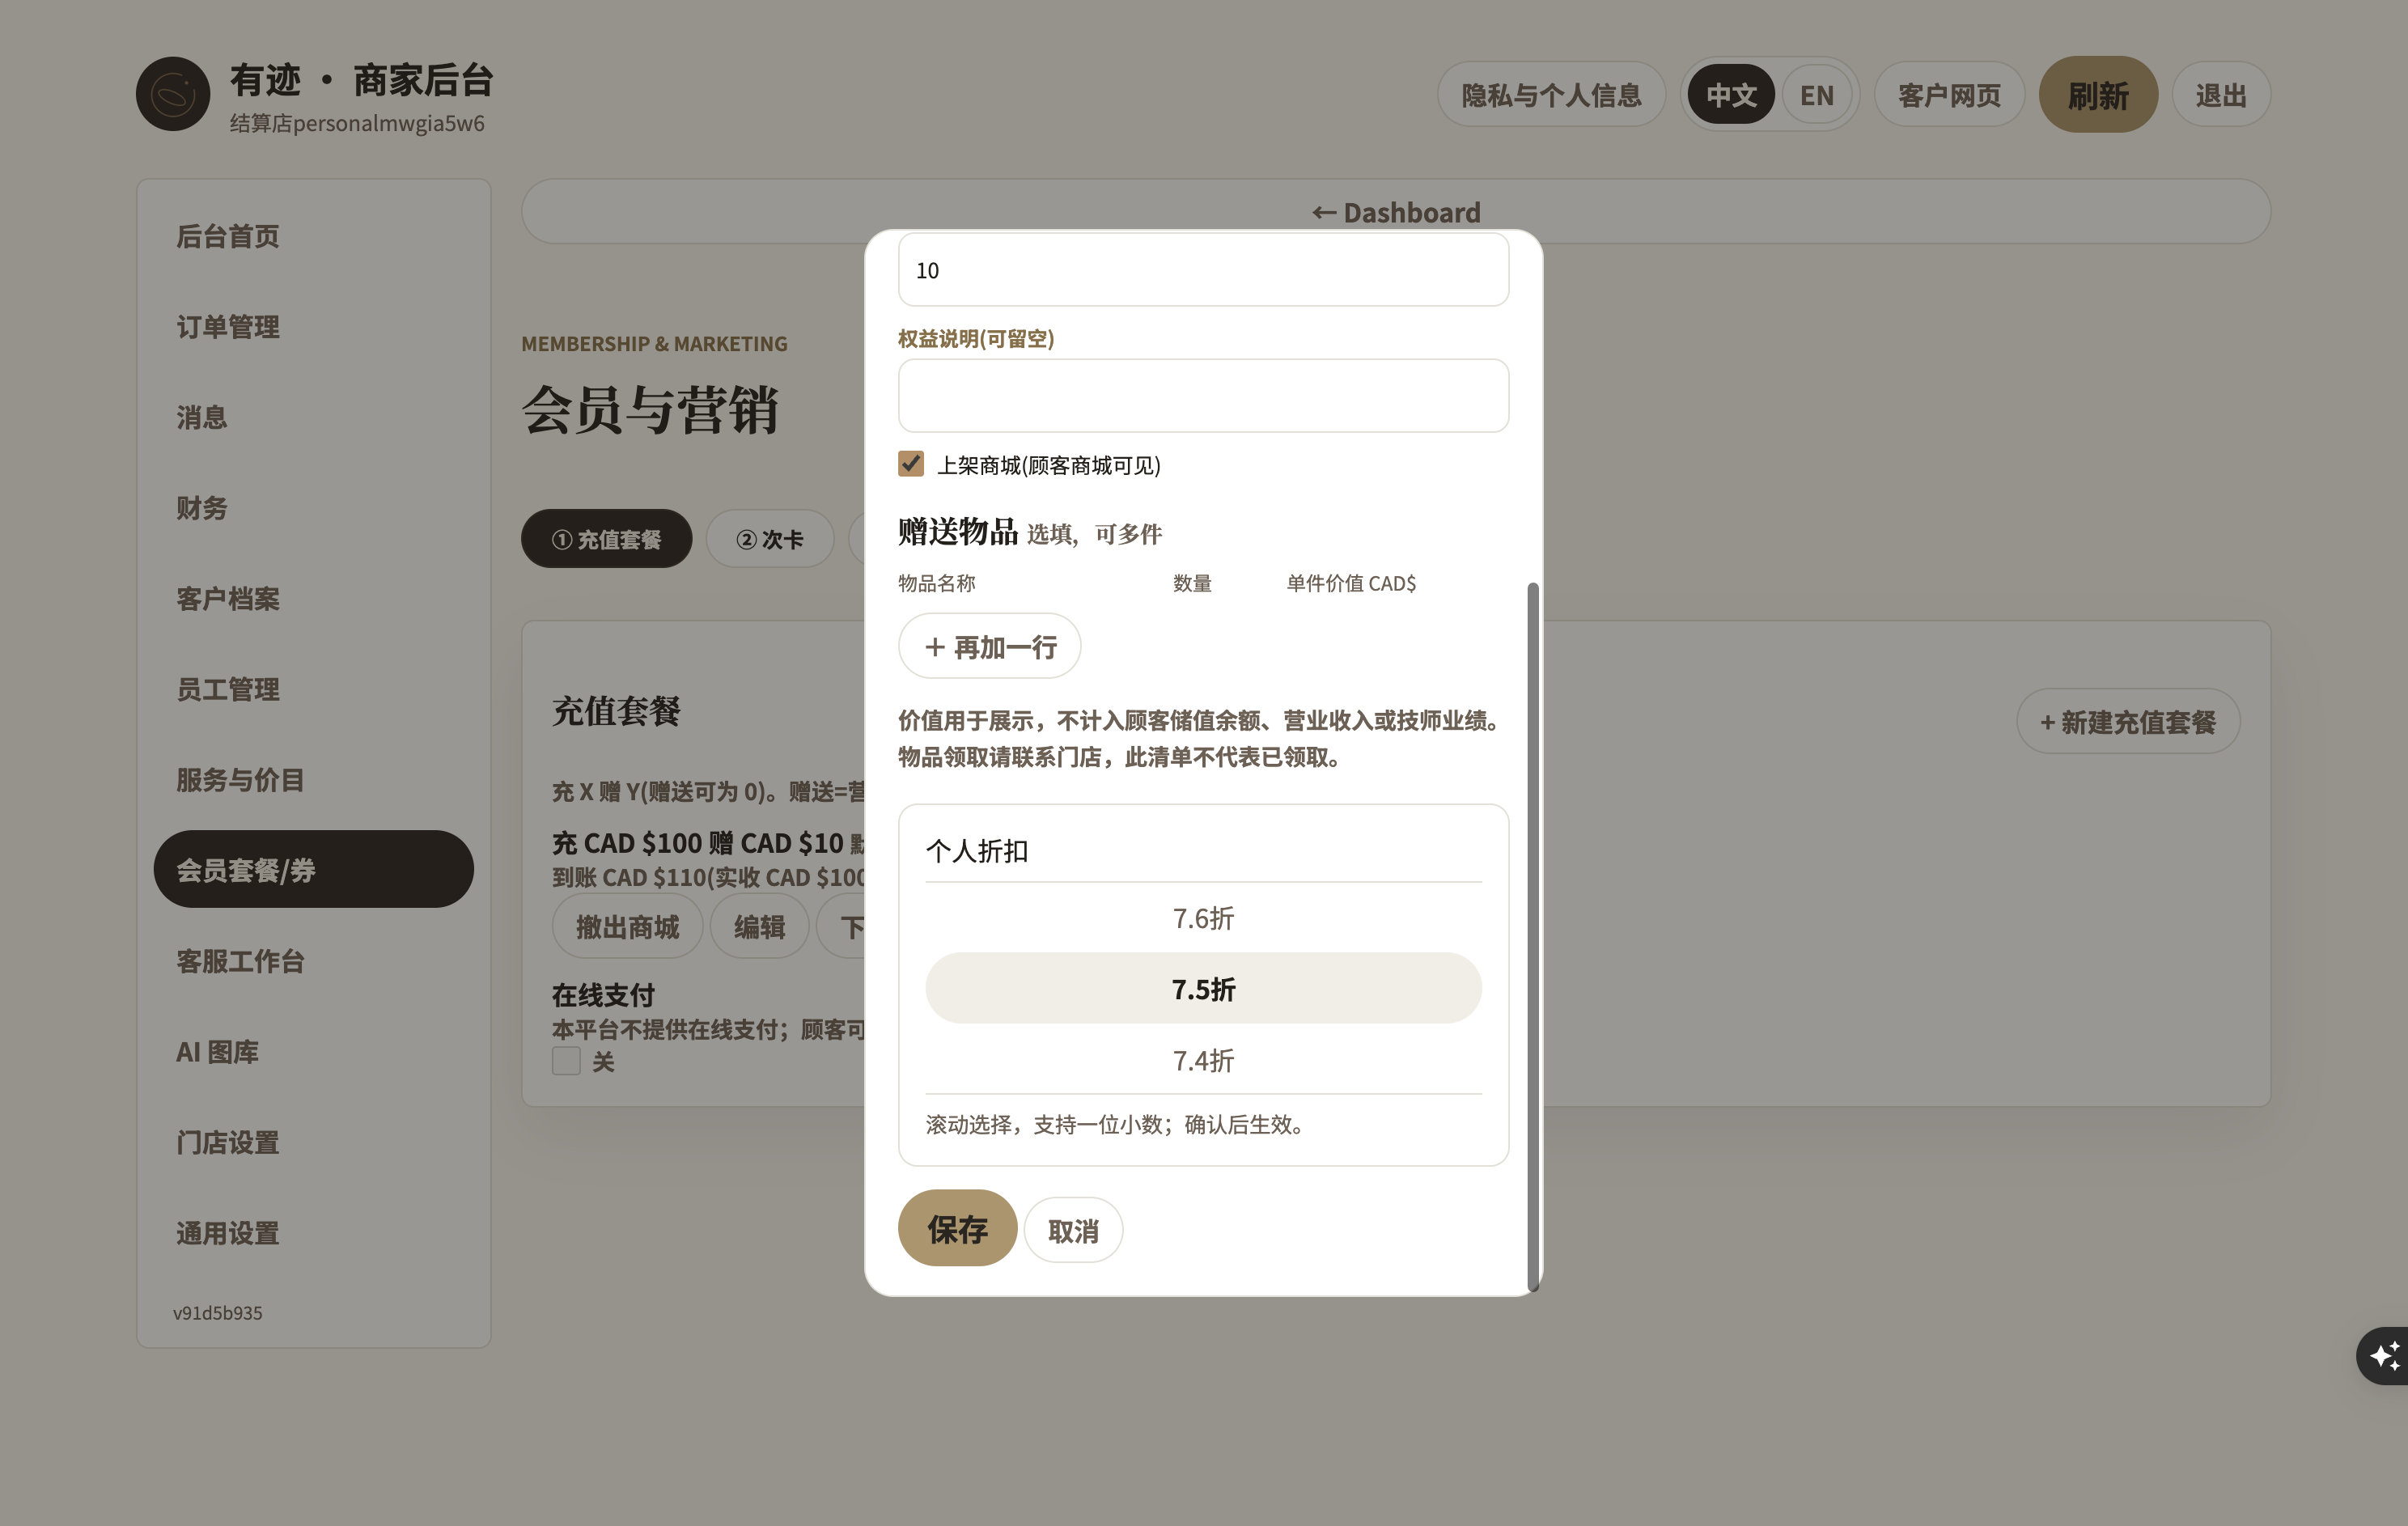 有迹 · 商家后台
结算店personalmwgia5w6
隐私与个人信息
中文
EN
客户网页
刷新
退出
后台首页
订单管理
消息
财务
客户档案
员工管理
服务与价目
会员套餐/券
客服工作台
AI 图库
门店设置
通用设置
v91d5b935
← Dashboard
MEMBERSHIP & MARKETING
会员与营销
① 充值套餐
② 次卡
充值套餐
+ 新建充值套餐
充 X 赠 Y(赠送可为 0)。赠送=营
充 CAD $100 赠 CAD $10
到账 CAD $110(实收 CAD $100
撤出商城
编辑
下
在线支付
本平台不提供在线支付；顾客可
关
10
权益说明(可留空)
上架商城(顾客商城可见)
赠送物品 选填，可多件
物品名称 数量 单件价值 CAD$
＋ 再加一行
价值用于展示，不计入顾客储值余额、营业收入或技师业绩。
物品领取请联系门店，此清单不代表已领取。
个人折扣
7.6折
7.5折
7.4折
滚动选择，支持一位小数；确认后生效。
保存
取消